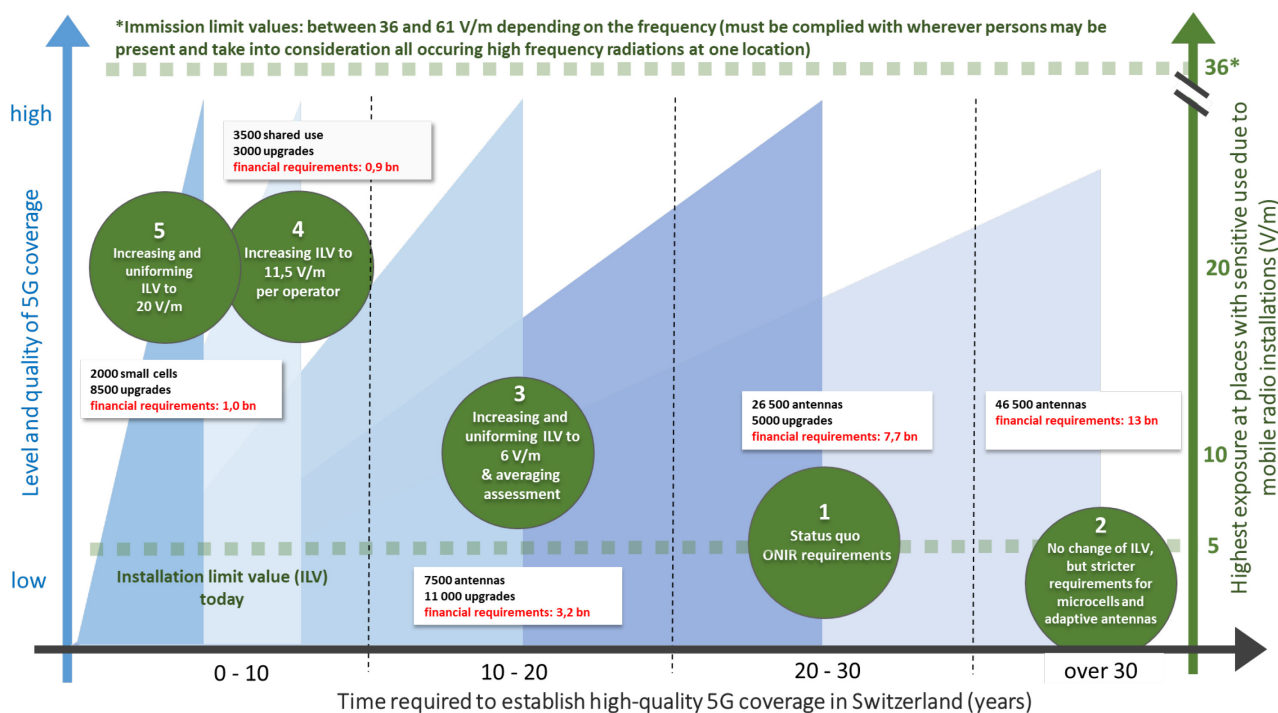 *Immission limit values: between 36 and 61 V/m depending on the frequency (must be complied with wherever persons may be
present and take into consideration all occuring high frequency radiations at one location)
36*
high
3500 shared use
3000 upgrades
financial requirements: 0,9 bn
5
Increasing and
uniforming
ILV to
20 V/m
4
Increasing ILV to
11,5 V/m
per operator
20
2000 small cells
8500 upgrades
financial requirements: 1,0 bn
3
Increasing and
uniforming ILV to
6 V/m
& averaging
assessment
26 500 antennas
5000 upgrades
financial requirements: 7,7 bn
46 500 antennas
financial requirements: 13 bn
10
1
Status quo
ONIR requirements
2
No change of ILV,
but stricter
requirements for
microcells and
adaptive antennas
5
low
Installation limit value (ILV)
today
7500 antennas
11 000 upgrades
financial requirements: 3,2 bn
Level and quality of 5G coverage
Highest exposure at places with sensitive use due to
mobile radio installations (V/m)
0 - 10
10 - 20
20 - 30
over 30
Time required to establish high-quality 5G coverage in Switzerland (years)